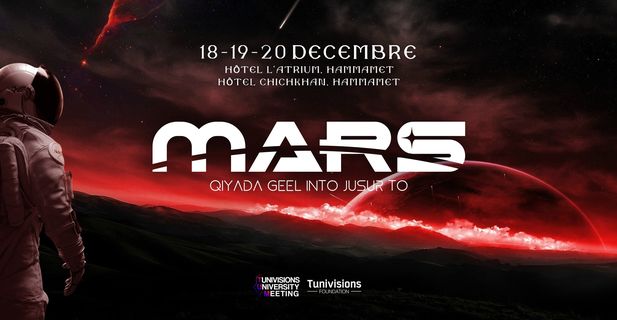 18-19-20 DECEMBRE
HÔTEL L'ATRIUM, HAMMAMET
HÔTEL CHICHKHAN, HAMMAMET
MARS
QIYADA GEEL INTO JUSUR TO
TUNIVISIONS
UNIVERSITY
MEETING
Tunivisions
FOUNDATION